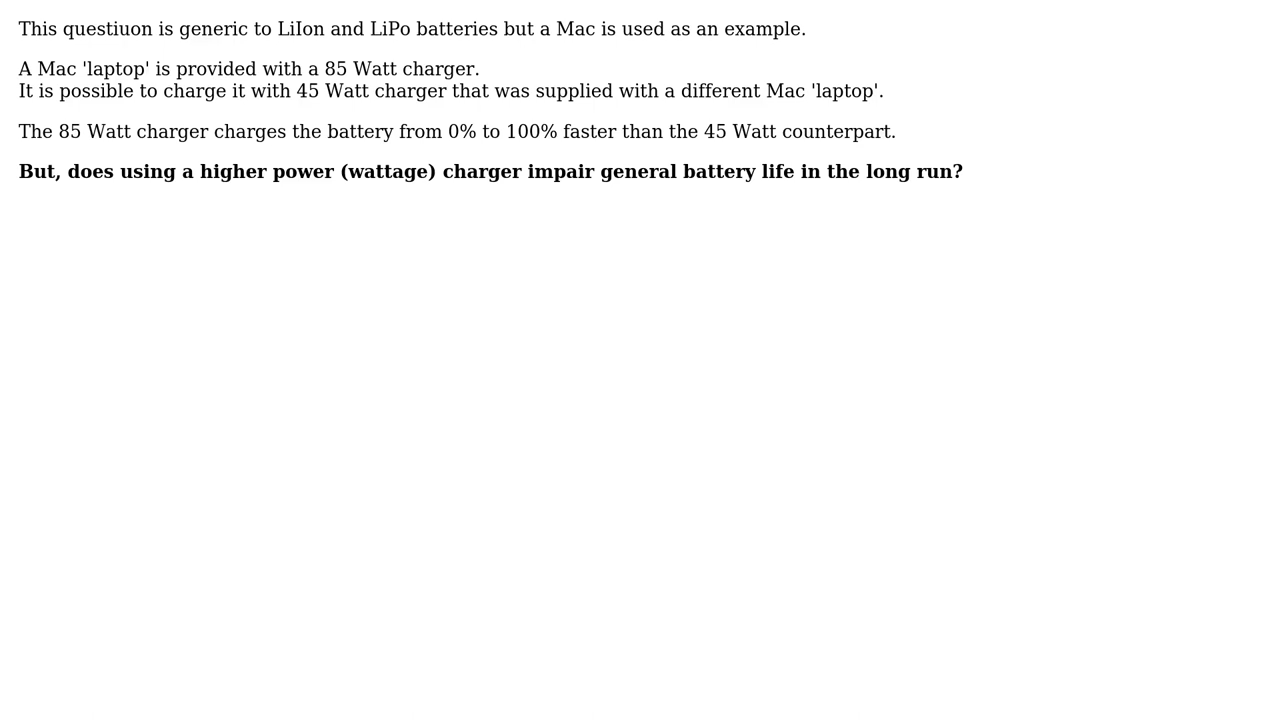 This questiuon is generic to LiIon and LiPo batteries but a Mac is used as an example.
A Mac 'laptop' is provided with a 85 Watt charger.
It is possible to charge it with 45 Watt charger that was supplied with a different Mac 'laptop'.
The 85 Watt charger charges the battery from 0% to 100% faster than the 45 Watt counterpart.
But, does using a higher power (wattage) charger impair general battery life in the long run?